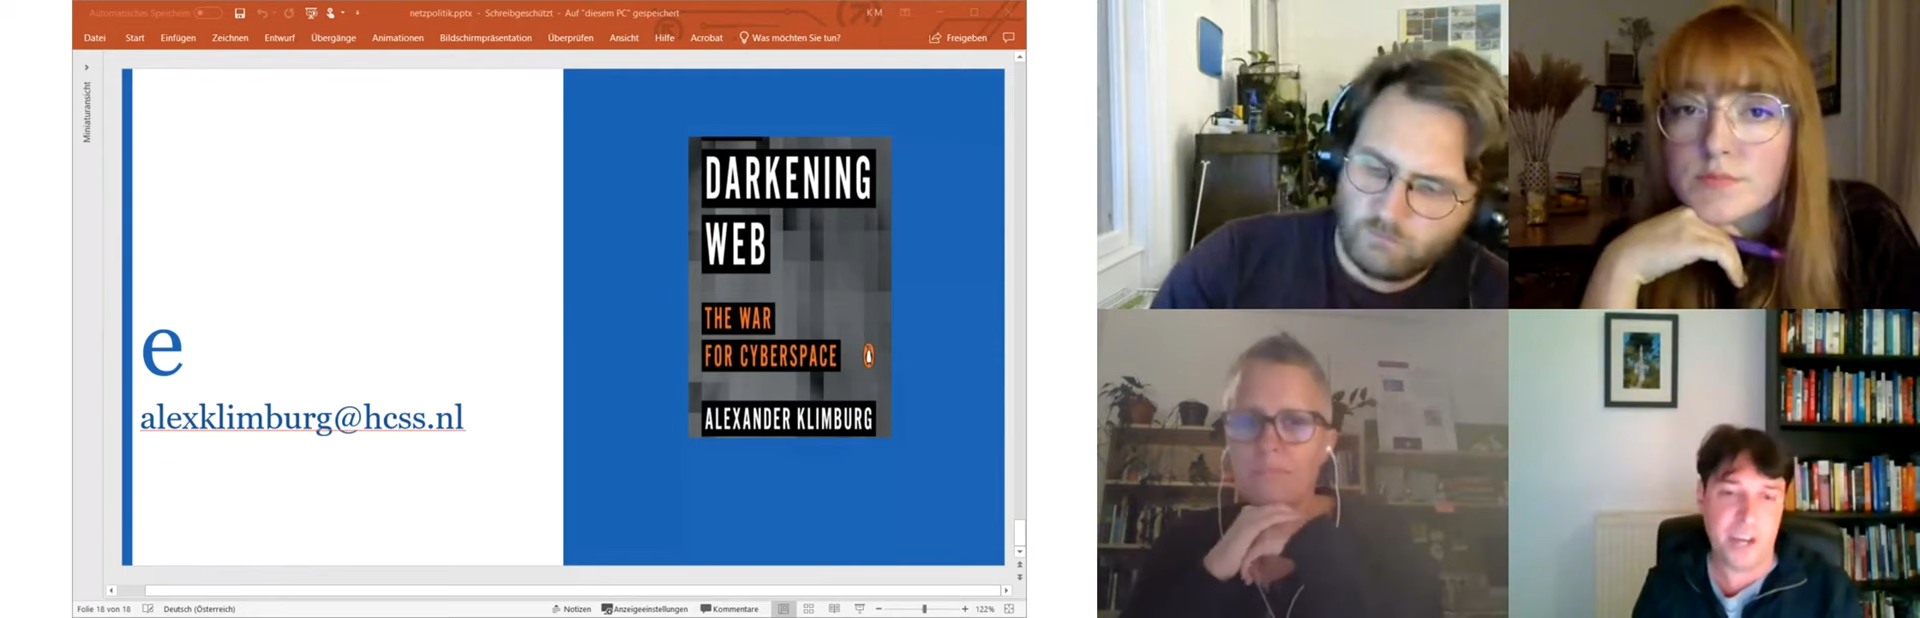 Automatisches Speichern
netzpolitik.pptx - Schreibgeschützt - Auf "diesem PC" gespeichert
K M
Datei Start Einfügen Zeichnen Entwurf Übergänge Animationen Bildschirmpräsentation Überprüfen Ansicht Hilfe Acrobat Was möchten Sie tun? Freigeben
Miniaturansicht
e
alexklimburg@hcss.nl
DARKENING
WEB
THE WAR
FOR CYBERSPACE
ALEXANDER KLIMBURG
Folie 18 von 18 Deutsch (Österreich) Notizen Anzeigeeinstellungen Kommentare 122%